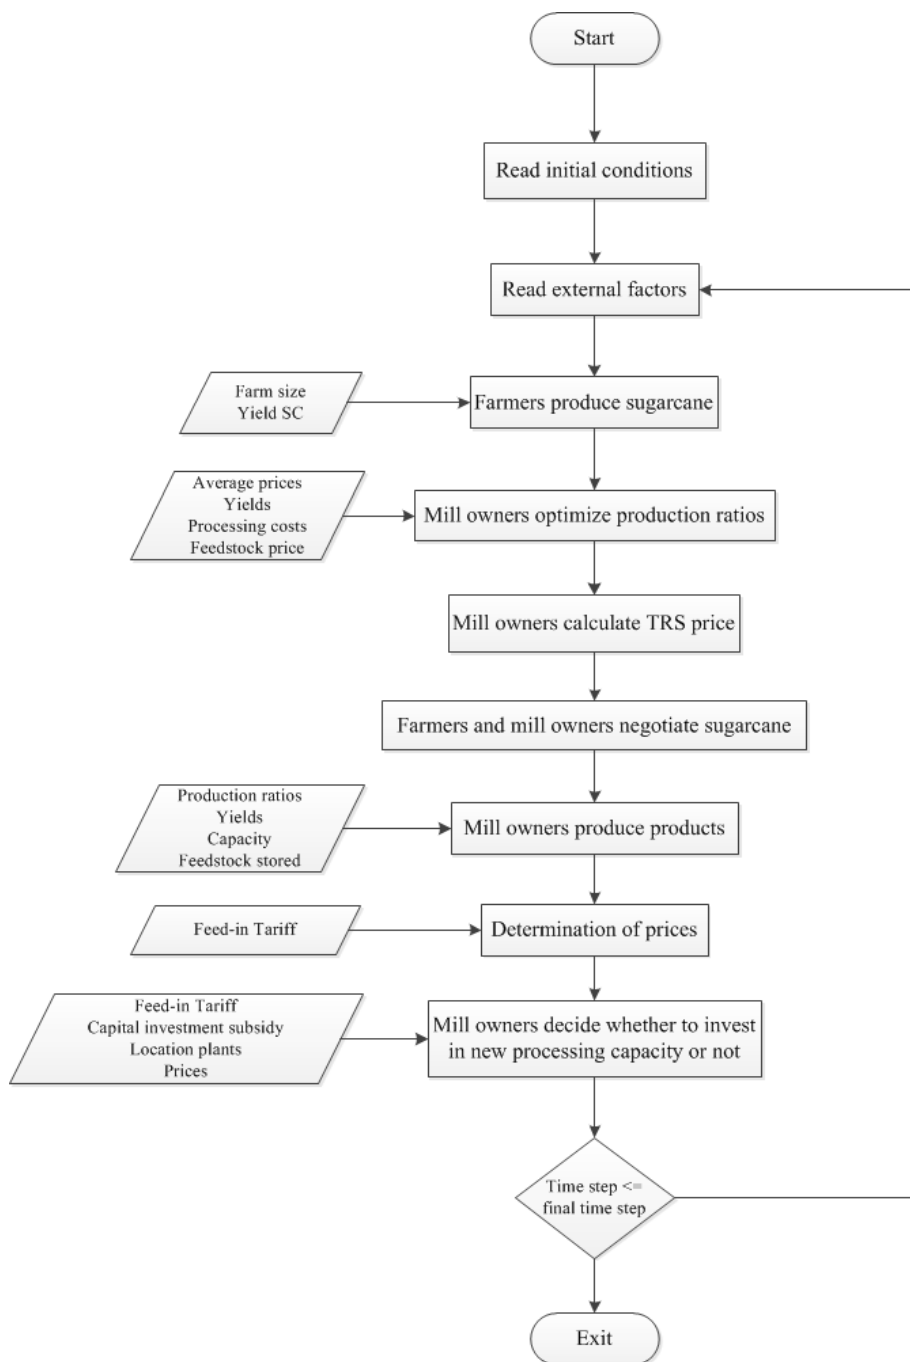 Start
Read initial conditions
Read external factors
Farm size
Yield SC
Farmers produce sugarcane
Average prices
Yields
Processing costs
Feedstock price
Mill owners optimize production ratios
Mill owners calculate TRS price
Farmers and mill owners negotiate sugarcane
Production ratios
Yields
Capacity
Feedstock stored
Mill owners produce products
Feed-in Tariff
Determination of prices
Feed-in Tariff
Capital investment subsidy
Location plants
Prices
Mill owners decide whether to invest
in new processing capacity or not
Time step <=
final time step
Exit